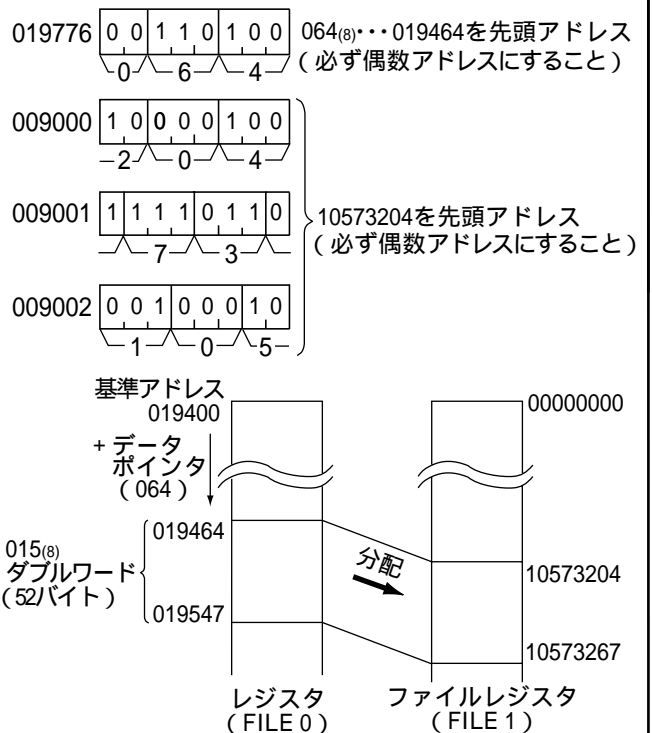 019776 0 0 1 1 0 1 0 0 064(8)･･･019464を先頭アドレス
0 6 4 （必ず偶数アドレスにすること）
009000 1 0 0 0 0 1 0 0
2 0 4
009001 1 1 1 1 0 1 1 0 10573204を先頭アドレス
7 3 （必ず偶数アドレスにすること）
009002 0 0 1 0 0 0 1 0
1 0 5
基準アドレス
019400
00000000
+ データ
ポインタ
（064）
019464
015(8)
ダブルワード
（52バイト）
分配
10573204
019547
10573267
レジスタ
（FILE 0）
ファイルレジスタ
（FILE 1）